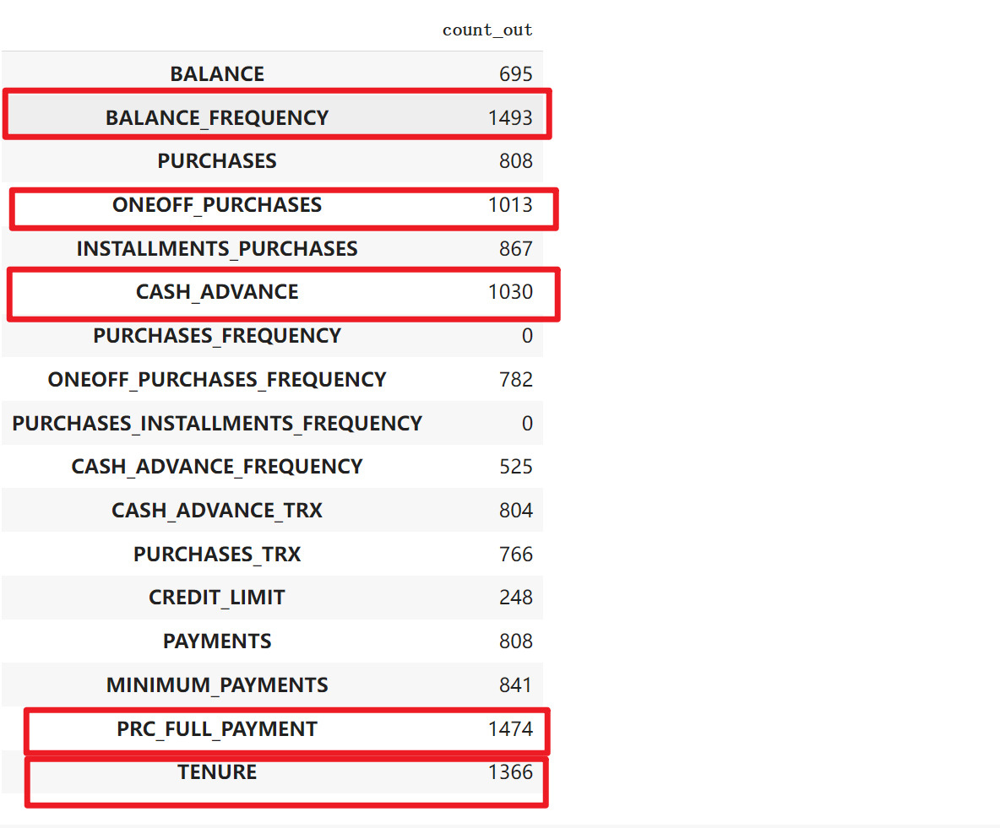 count_out
BALANCE 695
BALANCE_FREQUENCY 1493
PURCHASES 808
ONEOFF_PURCHASES 1013
INSTALLMENTS_PURCHASES 867
CASH_ADVANCE 1030
PURCHASES_FREQUENCY 0
ONEOFF_PURCHASES_FREQUENCY 782
PURCHASES_INSTALLMENTS_FREQUENCY 0
CASH_ADVANCE_FREQUENCY 525
CASH_ADVANCE_TRX 804
PURCHASES_TRX 766
CREDIT_LIMIT 248
PAYMENTS 808
MINIMUM_PAYMENTS 841
PRC_FULL_PAYMENT 1474
TENURE 1366